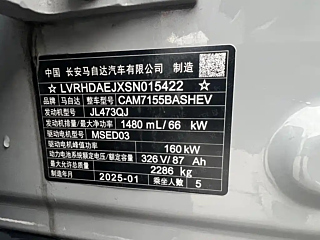 中国 长安马自达汽车有限公司 制造
☆ LVRHDAEJXSN015422 ☆
品牌 马自达 整车型号 CAM7155BASHEV
发动机型号 JL473QJ
发动机排量/最大净功率 1480 mL/66 kW
驱动电机型号 MSED03
驱动电机峰值功率 160 kW
动力电池系统额定电压/额定容量 326 V/87 Ah
最大允许总质量 2286 kg
制造年月 2025-01 乘坐人数 5